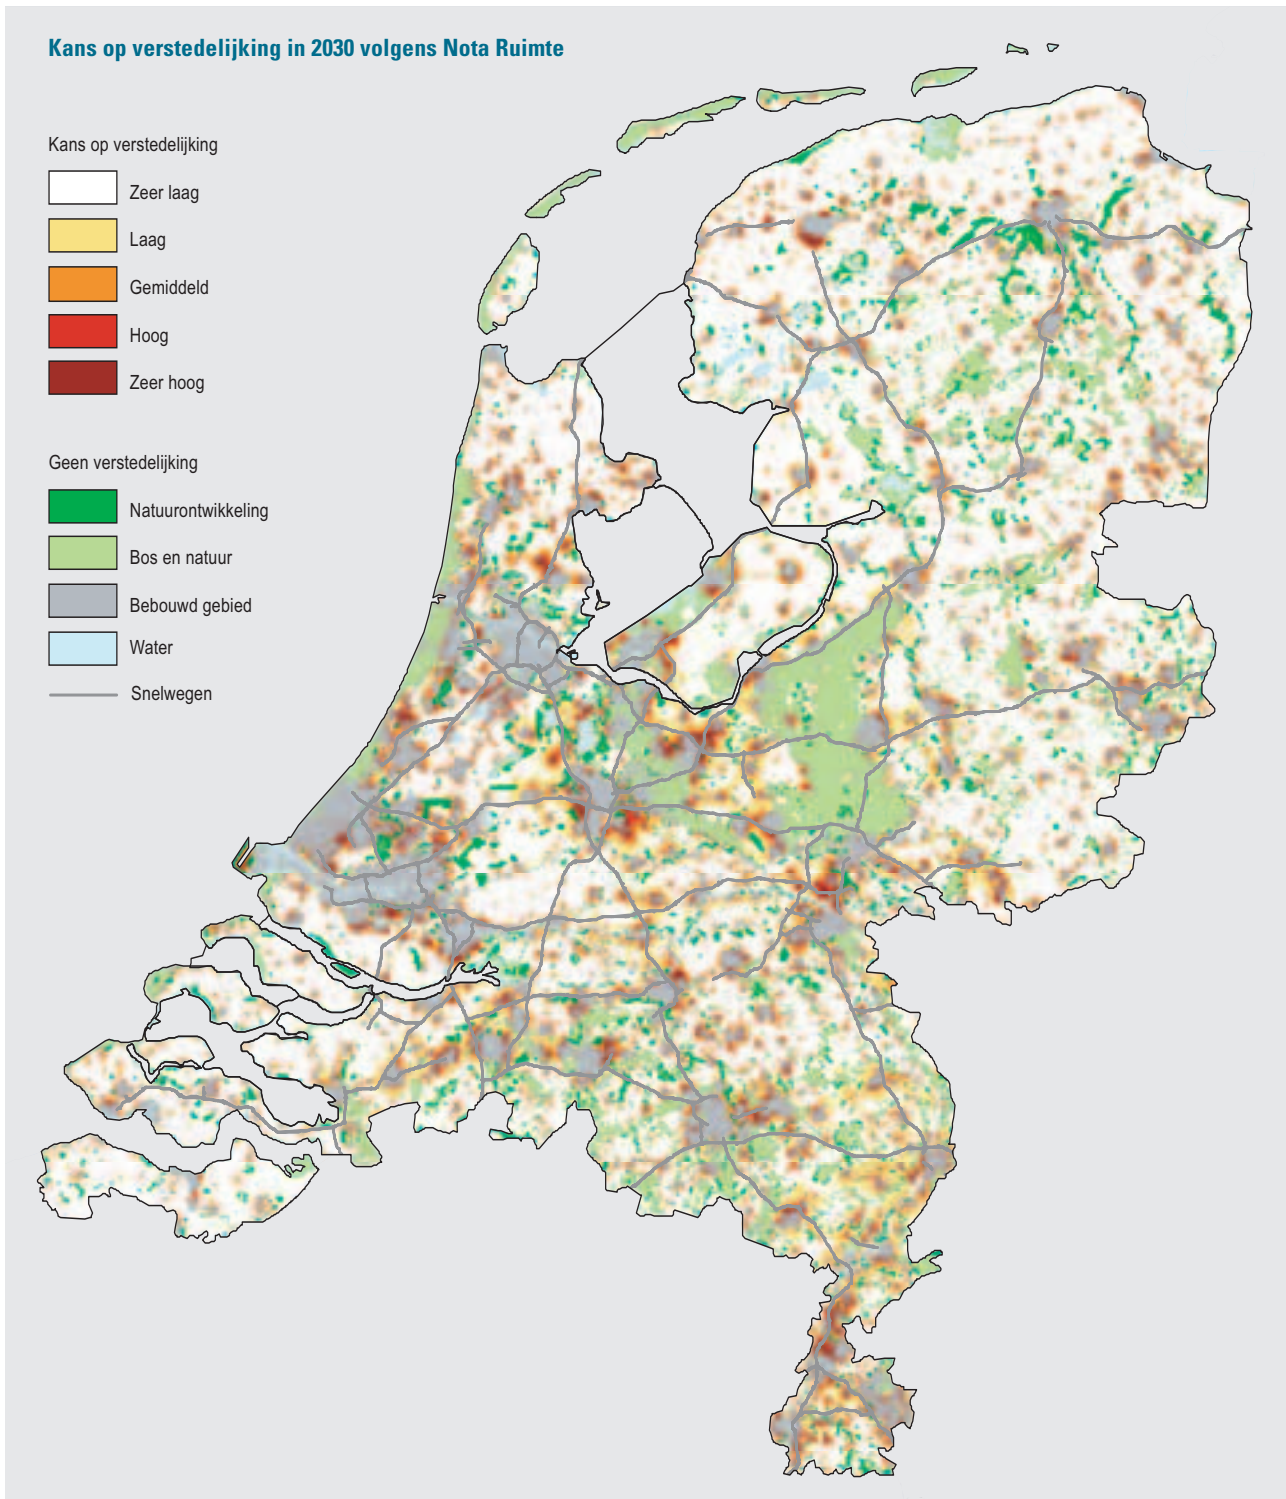 Kans op verstedelijking in 2030 volgens Nota Ruimte
Kans op verstedelijking
Zeer laag
Laag
Gemiddeld
Hoog
Zeer hoog
Geen verstedelijking
Natuurontwikkeling
Bos en natuur
Bebouwd gebied
Water
Snelwegen